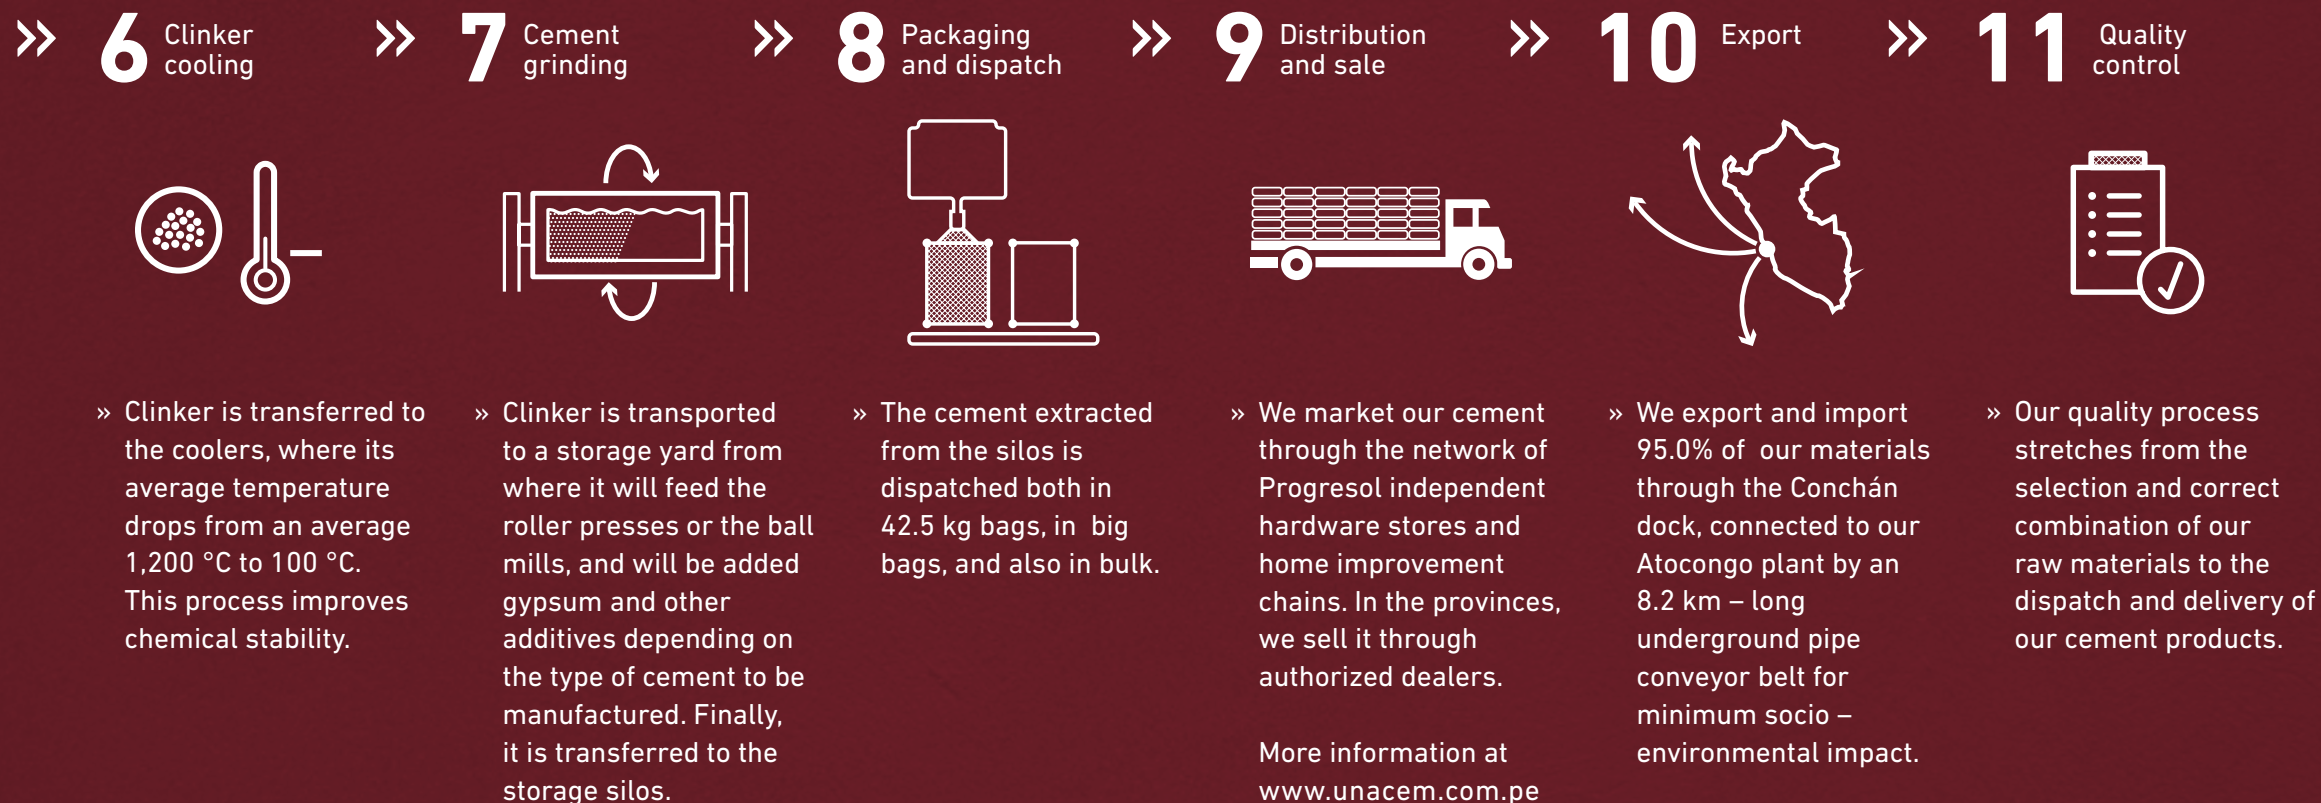 » 6 Clinker
cooling
» Clinker is transferred to
the coolers, where its
average temperature
drops from an average
1,200 °C to 100 °C.
This process improves
chemical stability.
» 7 Cement
grinding
» Clinker is transported
to a storage yard from
where it will feed the
roller presses or the ball
mills, and will be added
gypsum and other
additives depending on
the type of cement to be
manufactured. Finally,
it is transferred to the
storage silos.
» 8 Packaging
and dispatch
» The cement extracted
from the silos is
dispatched both in
42.5 kg bags, in big
bags, and also in bulk.
» 9 Distribution
and sale
» We market our cement
through the network of
Progresol independent
hardware stores and
home improvement
chains. In the provinces,
we sell it through
authorized dealers.
More information at
www.unacem.com.pe
» 10 Export
» We export and import
95.0% of our materials
through the Conchán
dock, connected to our
Atocongo plant by an
8.2 km – long
underground pipe
conveyor belt for
minimum socio –
environmental impact.
» 11 Quality
control
» Our quality process
stretches from the
selection and correct
combination of our
raw materials to the
dispatch and delivery of
our cement products.